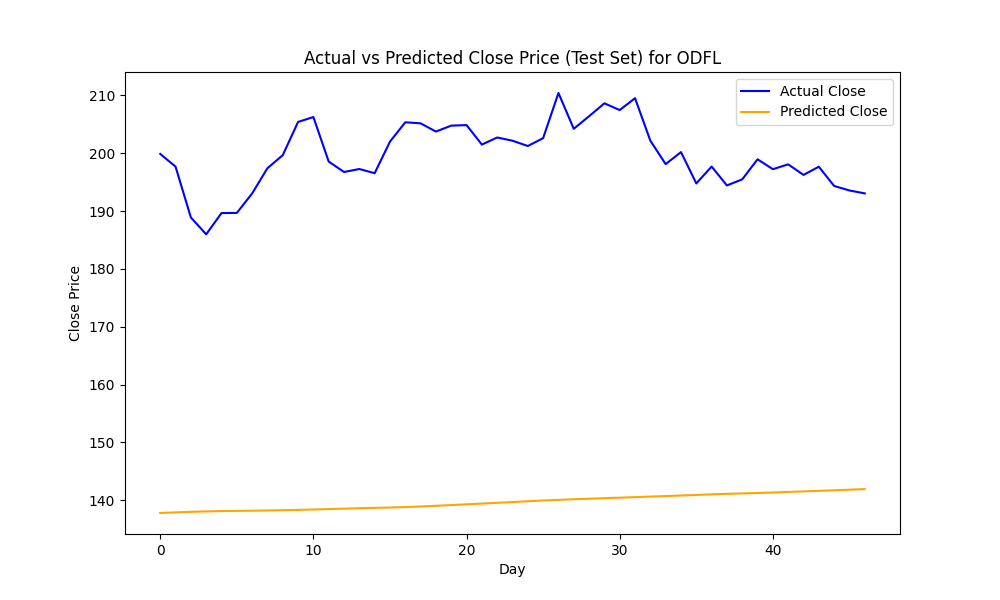 Actual vs Predicted Close Price (Test Set) for ODFL
Actual Close
Predicted Close
210
200
190
180
170
160
150
140
Close Price
0 10 20 30 40
Day